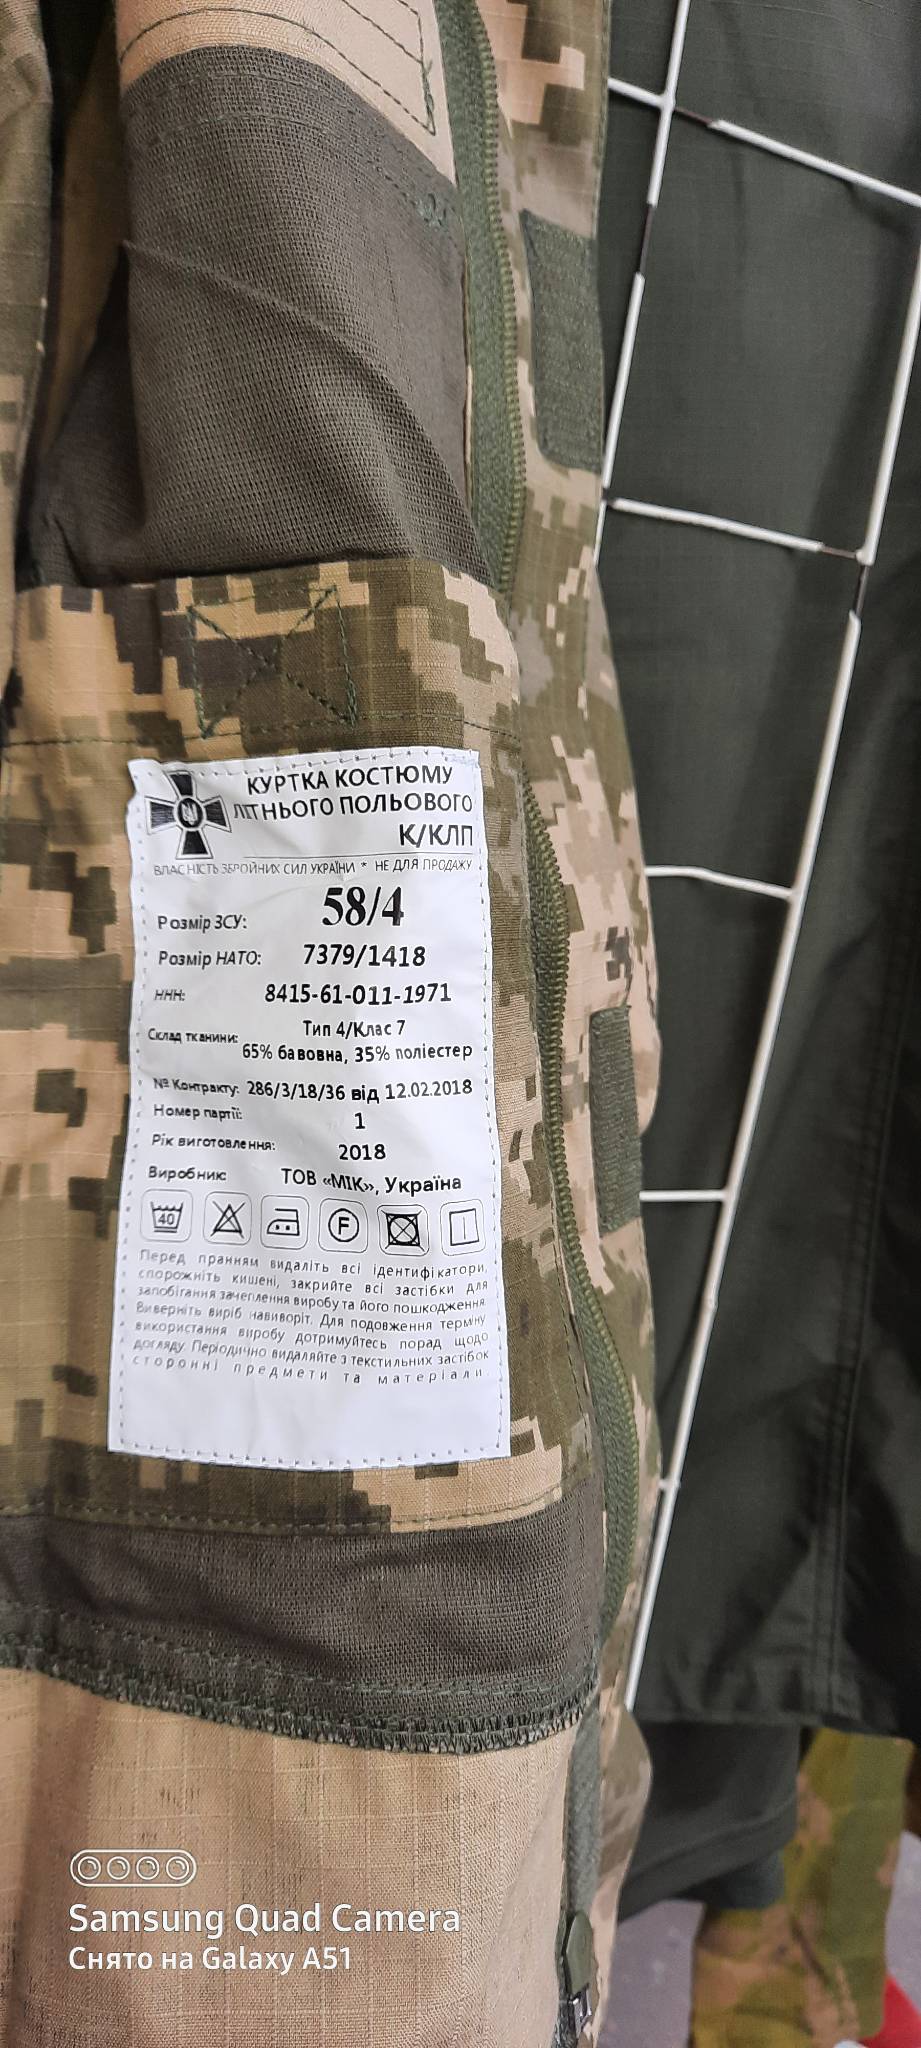 КУРТКА КОСТЮМУ
ЛІТНЬОГО ПОЛЬОВОГО
К/КЛП
ВЛАСНІСТЬ ЗБРОЙНИХ СИЛ УКРАЇНИ * НЕ ДЛЯ ПРОДАЖУ
Розмір ЗСУ: 58/4
Розмір НАТО: 7379/1418
ННН: 8415-61-011-1971
Склад тканини: Тип 4/Клас 7
65% бавовна, 35% поліестер
№ Контракту: 286/3/18/36 від 12.02.2018
Номер партії: 1
Рік виготовлення: 2018
Виробник: ТОВ «МІК», Україна
40 F
Перед пранням видаліть всі ідентифікатори,
спорожніть кишені, закрийте всі застібки для
запобігання зачеплення виробу та його пошкодження.
Виверніть виріб навиворіт. Для подовження терміну
використання виробу дотримуйтесь порад щодо
догляду. Періодично видаляйте з текстильних застібок
сторонні предмети та матеріали.
Samsung Quad Camera
Снято на Galaxy A51